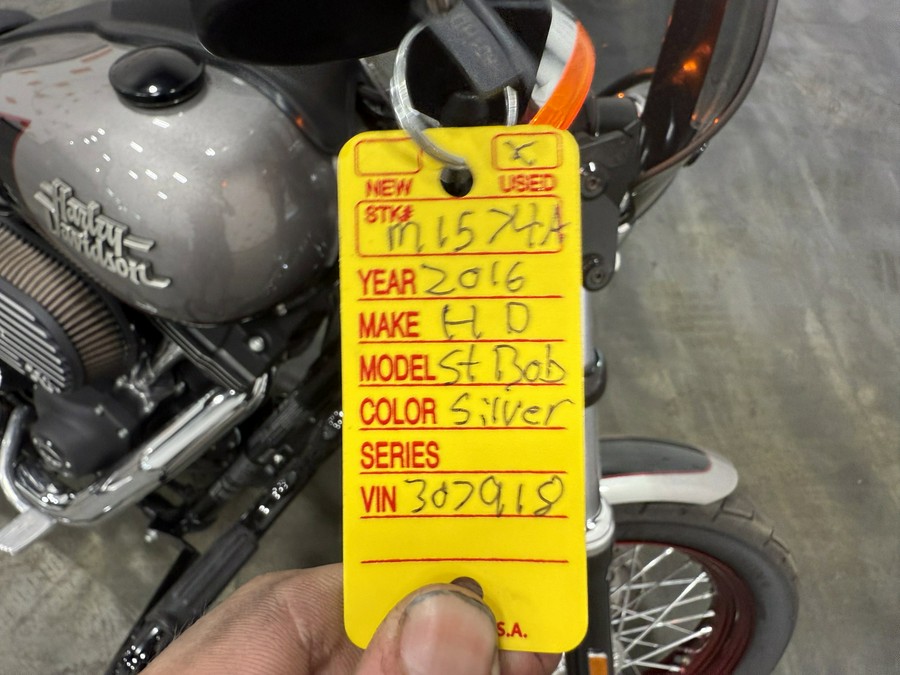 Harley
Davidson
NEW
USED
x
STK#
m1574A
YEAR 2016
MAKE H D
MODEL St Bob
COLOR Silver
SERIES
VIN 307918
S.A.